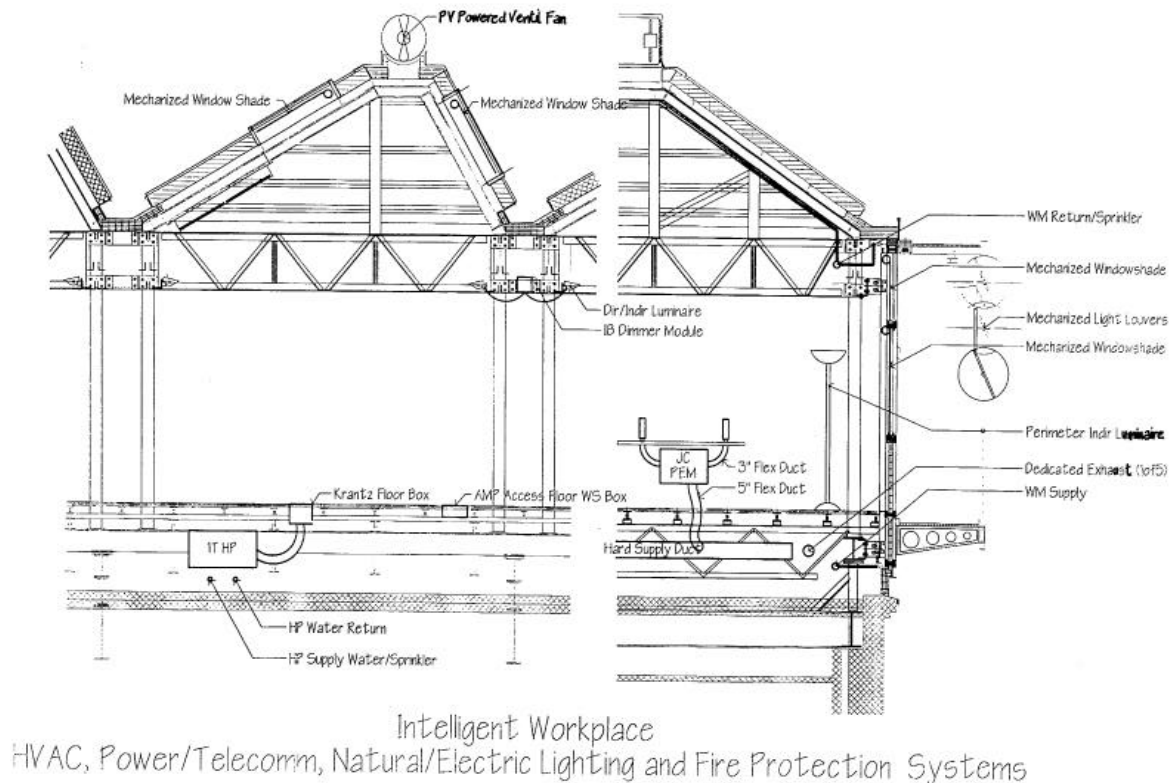 PV Powered Ventil Fan
Mechanized Window Shade
Mechanized Window Shade
WM Return/Sprinkler
Mechanized Windowshade
Dir/Indir Luminaire
Mechanized Light Louvers
IB Dimmer Module
Mechanized Windowshade
Perimeter Indr Luminaire
JC
PEM
3" Flex Duct
Dedicated Exhaust (1of5)
5" Flex Duct
Krantz Floor Box
AMP Access Floor WS Box
WM Supply
1T HP
Hard Supply Duct
HP Water Return
HP Supply Water/Sprinkler
Intelligent Workplace
HVAC, Power/Telecomm, Natural/Electric Lighting and Fire Protection Systems